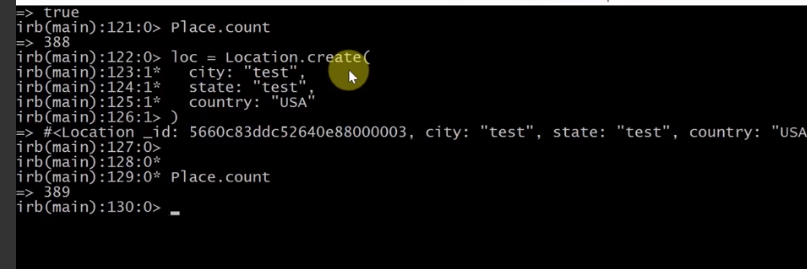 => true
irb(main):121:0> Place.count
=> 388
irb(main):122:0> loc = Location.create(
irb(main):123:1*   city: "test",
irb(main):124:1*   state: "test",
irb(main):125:1*   country: "USA"
irb(main):126:1> )
=> #<Location _id: 5660c83ddc52640e88000003, city: "test", state: "test", country: "USA
irb(main):127:0>
irb(main):128:0*
irb(main):129:0* Place.count
=> 389
irb(main):130:0> _